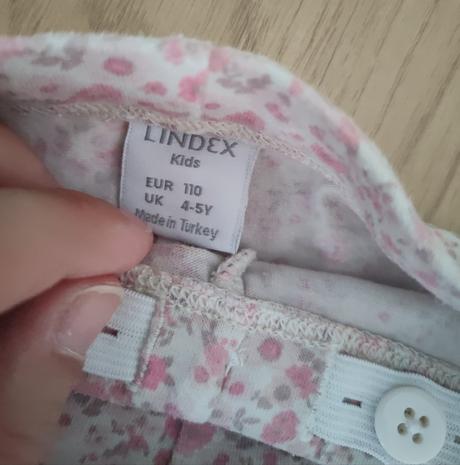 LINDEX
Kids
EUR 110
UK 4-5Y
Made in Turkey